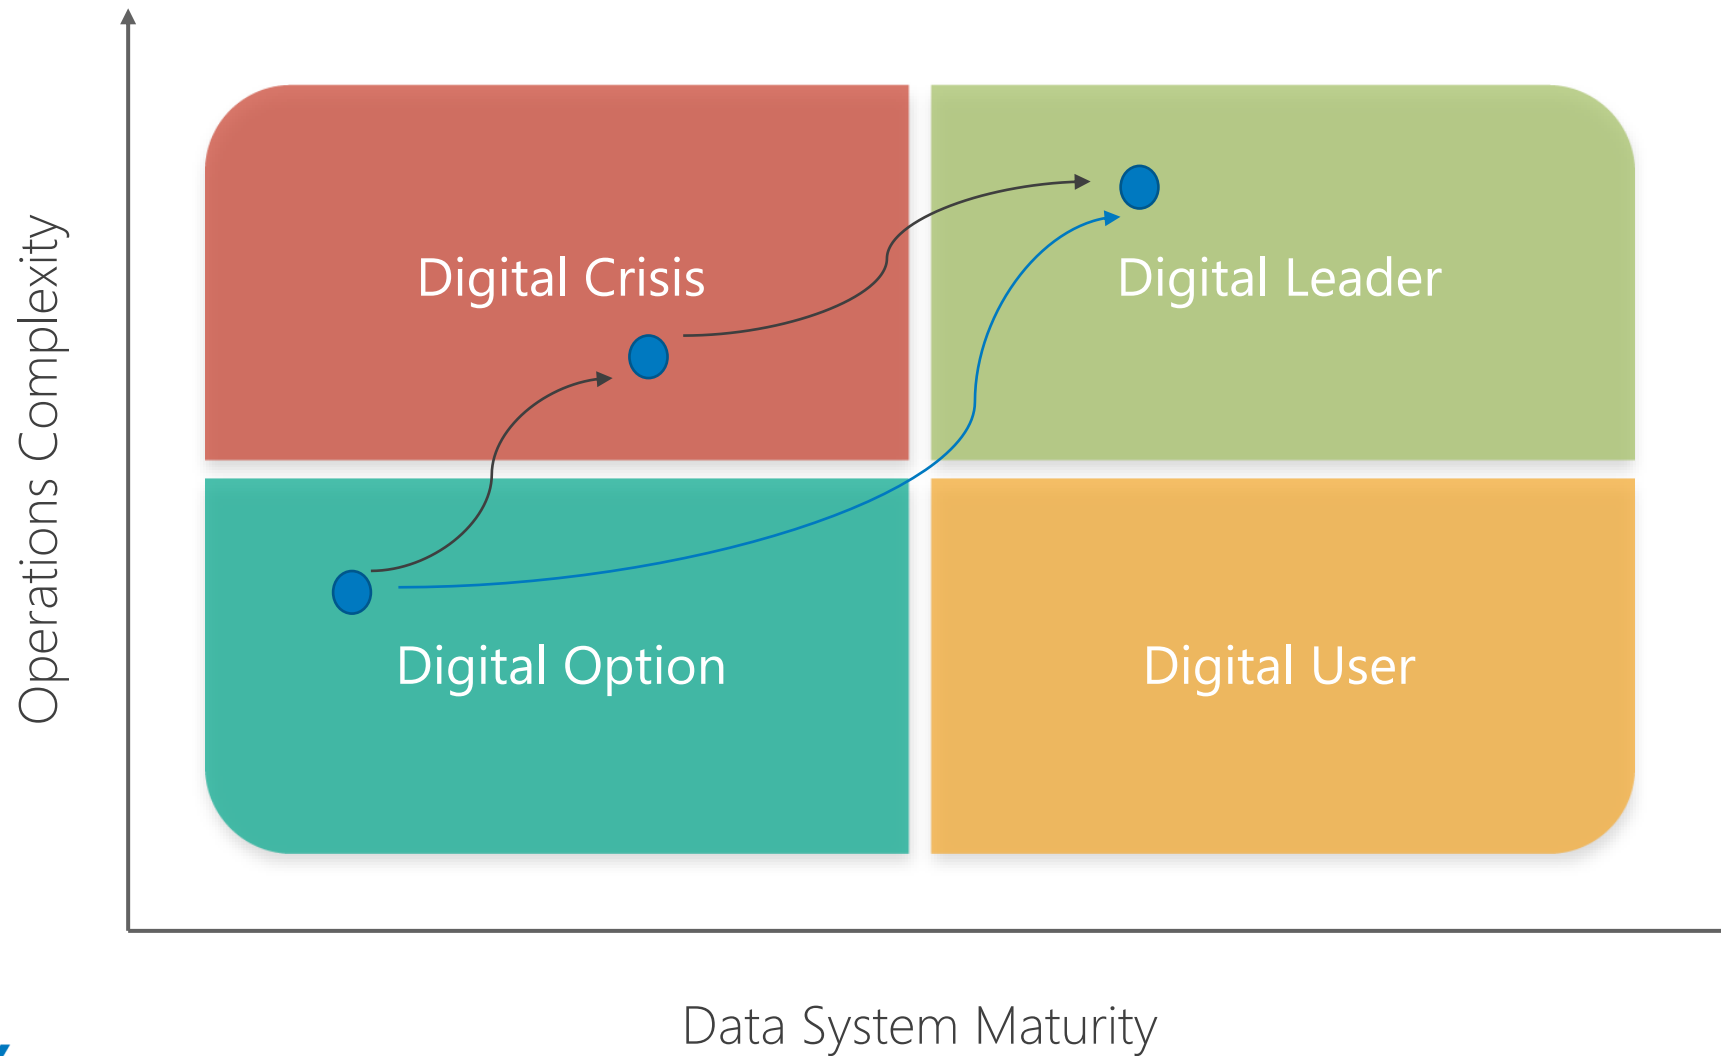 Operations Complexity
Digital Crisis
Digital Leader
Digital Option
Digital User
Data System Maturity